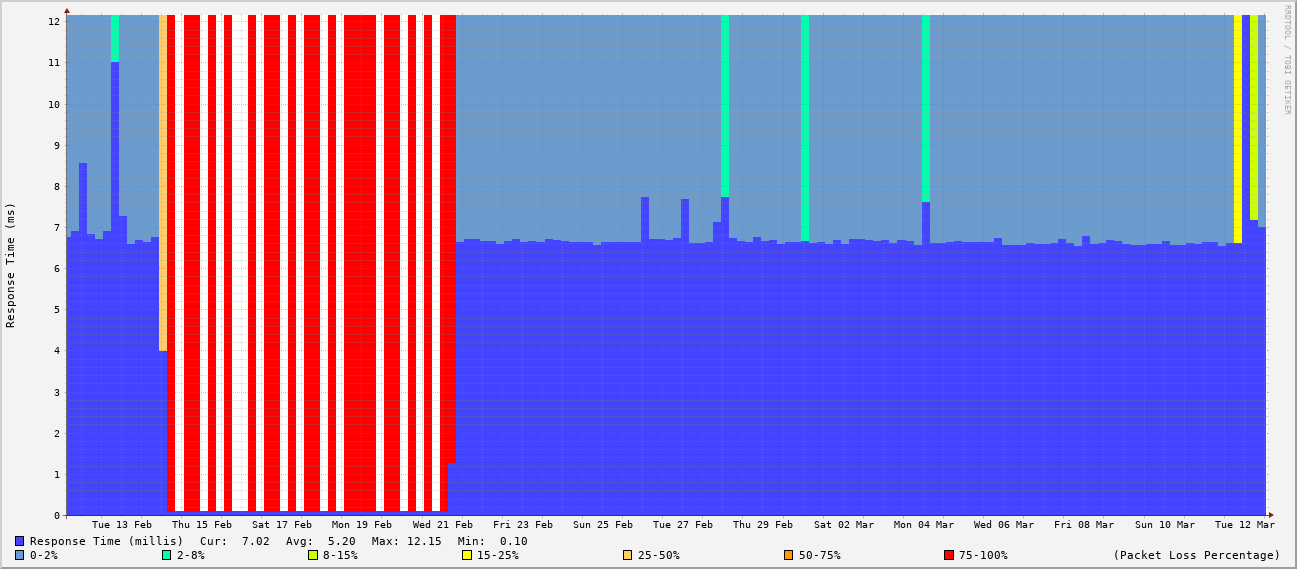 RRDTOOL / TOBI OETIKER
Response Time (ms)
12
11
10
9
8
7
6
5
4
3
2
1
0
Tue 13 Feb Thu 15 Feb Sat 17 Feb Mon 19 Feb Wed 21 Feb Fri 23 Feb Sun 25 Feb Tue 27 Feb Thu 29 Feb Sat 02 Mar Mon 04 Mar Wed 06 Mar Fri 08 Mar Sun 10 Mar Tue 12 Mar
Response Time (millis) Cur: 7.02 Avg: 5.20 Max: 12.15 Min: 0.10
0-2% 2-8% 8-15% 15-25% 25-50% 50-75% 75-100% (Packet Loss Percentage)